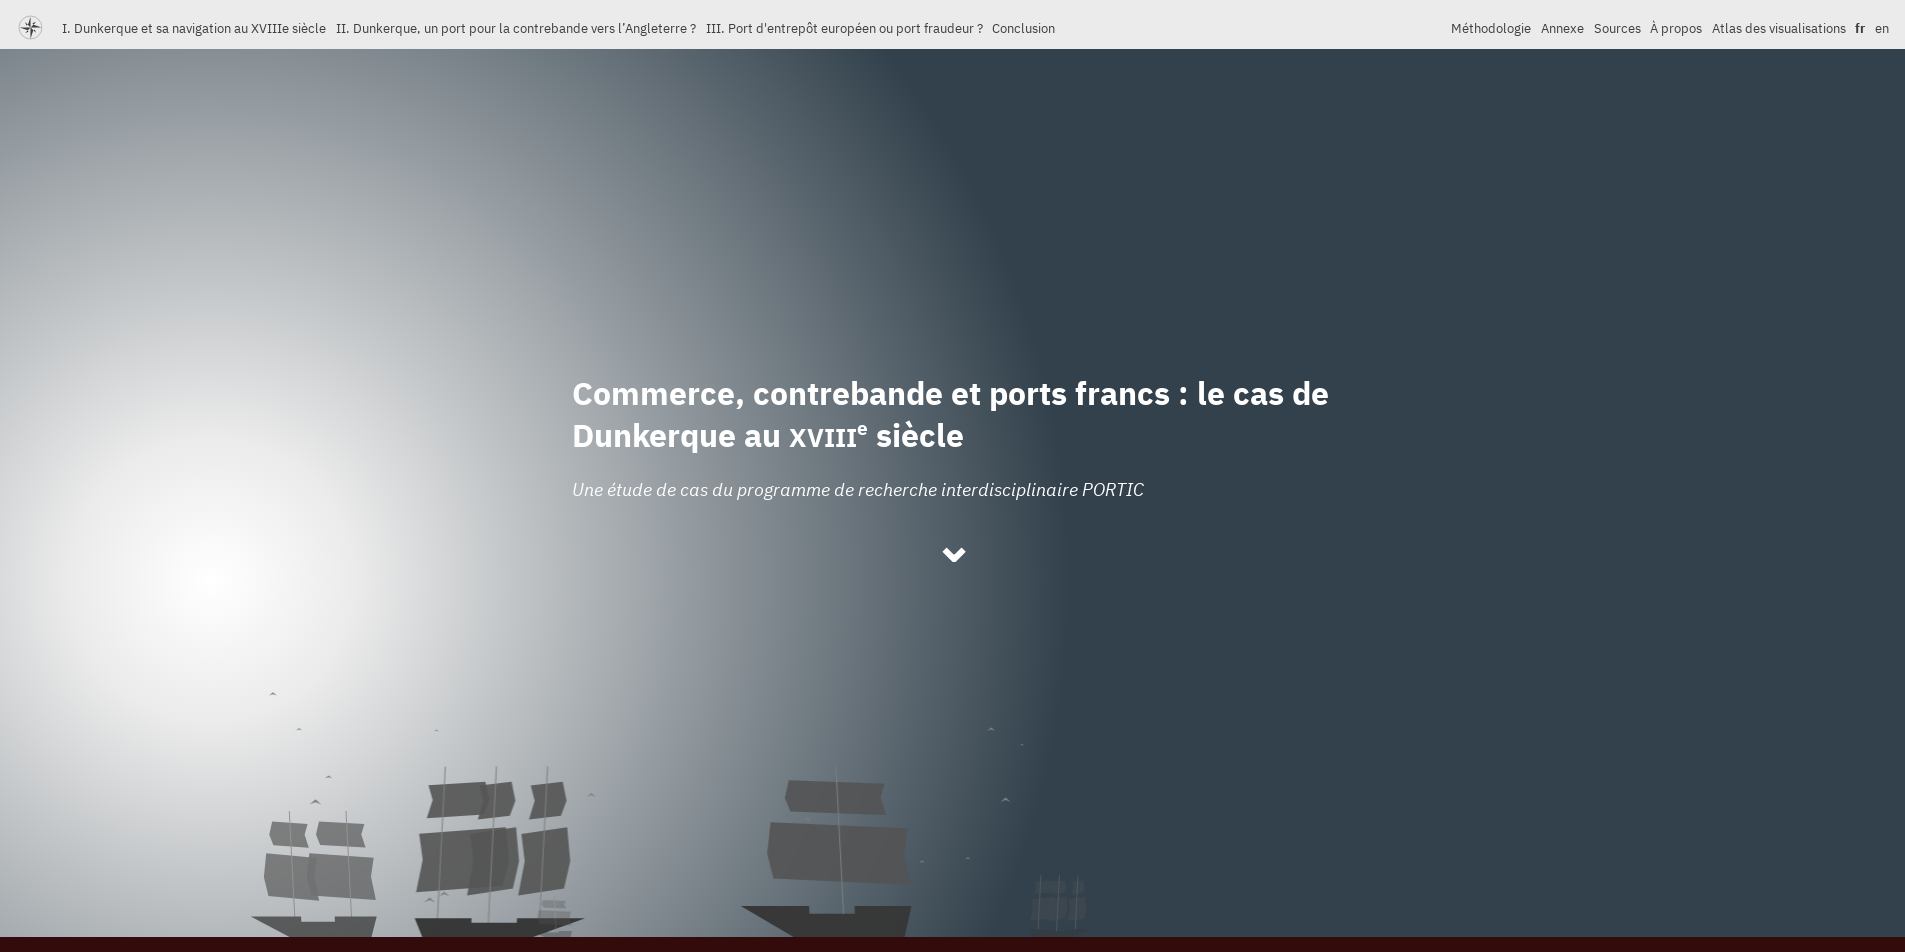 I. Dunkerque et sa navigation au XVIIIe siècle II. Dunkerque, un port pour la contrebande vers l’Angleterre ? III. Port d'entrepôt européen ou port fraudeur ? Conclusion Méthodologie Annexe Sources À propos Atlas des visualisations fr en
Commerce, contrebande et ports francs : le cas de
Dunkerque au XVIIIe siècle
Une étude de cas du programme de recherche interdisciplinaire PORTIC